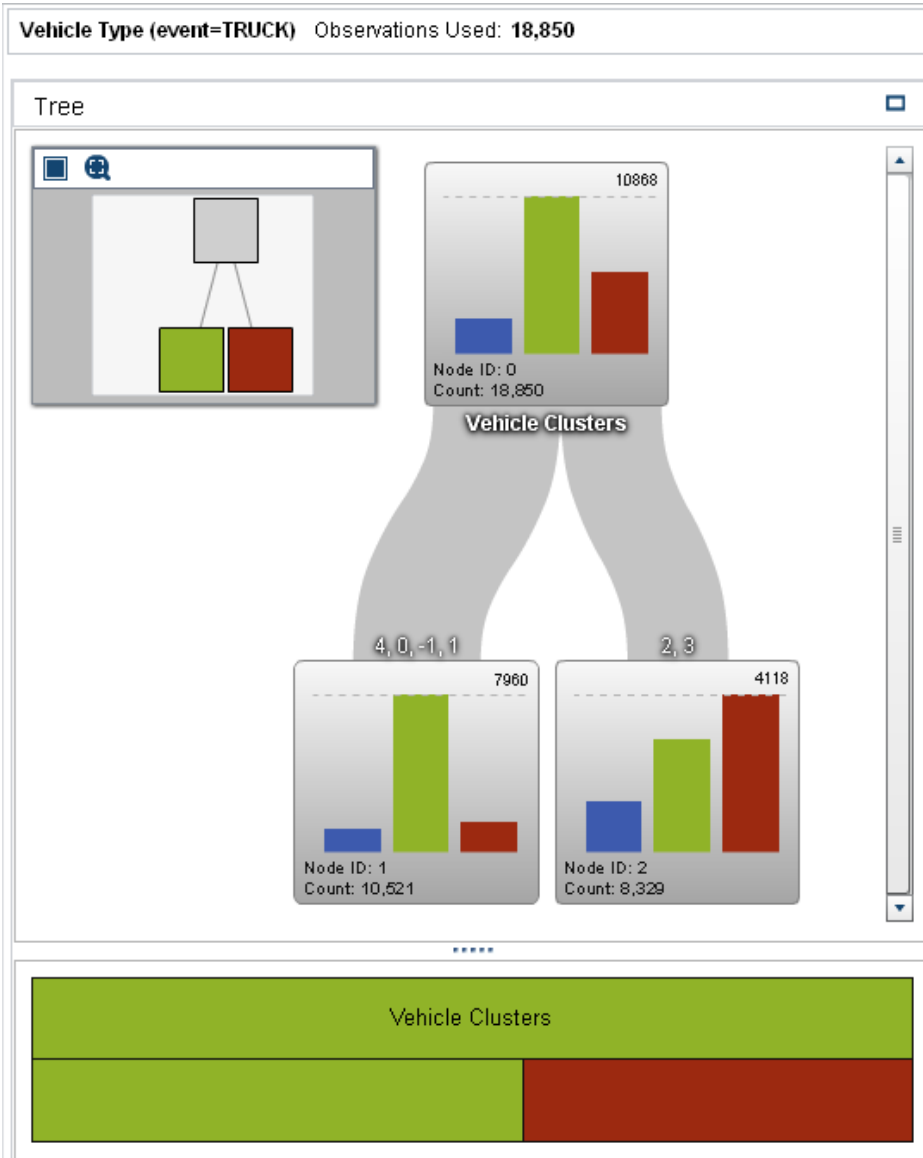 Vehicle Type (event=TRUCK) Observations Used: 18,850
Tree
10868
Node ID: 0
Count: 18,850
Vehicle Clusters
4, 0, -1, 1
2, 3
7960
Node ID: 1
Count: 10,521
4118
Node ID: 2
Count: 8,329
Vehicle Clusters